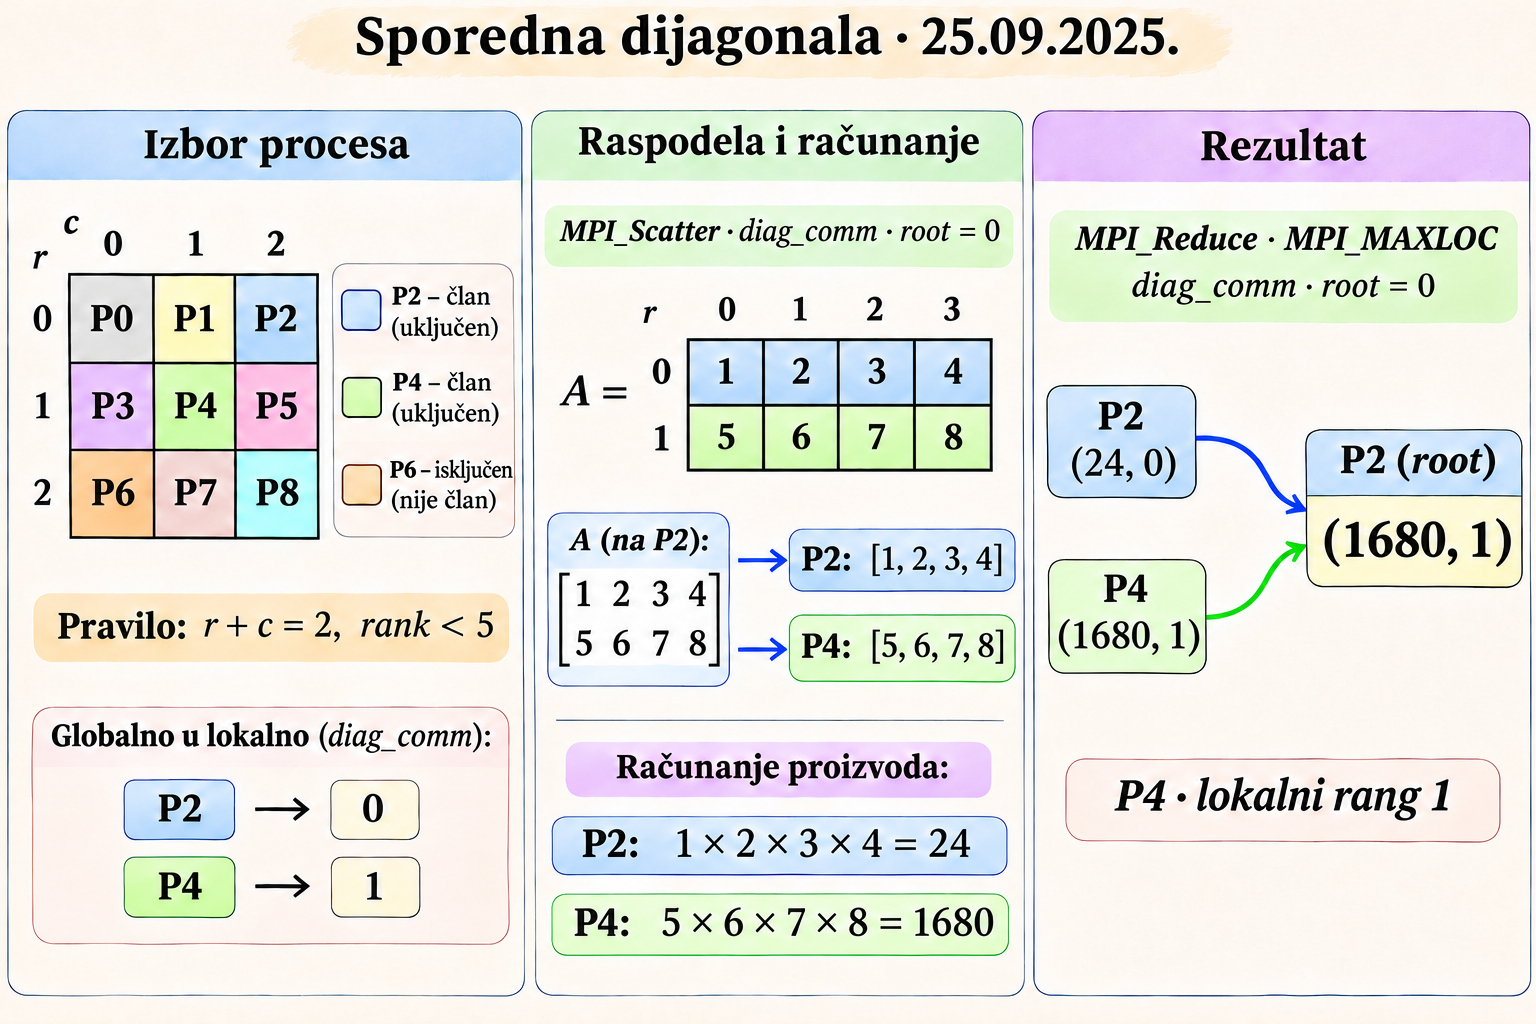 Sporedna dijagonala · 25.09.2025.
Izbor procesa
c
r
0 1 2
0 P0 P1 P2
1 P3 P4 P5
2 P6 P7 P8
P2 – član
(uključen)
P4 – član
(uključen)
P6 – isključen
(nije član)
Pravilo: r + c = 2, rank < 5
Globalno u lokalno (diag_comm):
P2 → 0
P4 → 1
Raspodela i računanje
MPI_Scatter · diag_comm · root = 0
r 0 1 2 3
A =
0 1 2 3 4
1 5 6 7 8
A (na P2):
1 2 3 4
5 6 7 8
P2: [1, 2, 3, 4]
P4: [5, 6, 7, 8]
Računanje proizvoda:
P2: 1 × 2 × 3 × 4 = 24
P4: 5 × 6 × 7 × 8 = 1680
Rezultat
MPI_Reduce · MPI_MAXLOC
diag_comm · root = 0
P2
(24, 0)
P4
(1680, 1)
P2 (root)
(1680, 1)
P4 · lokalni rang 1